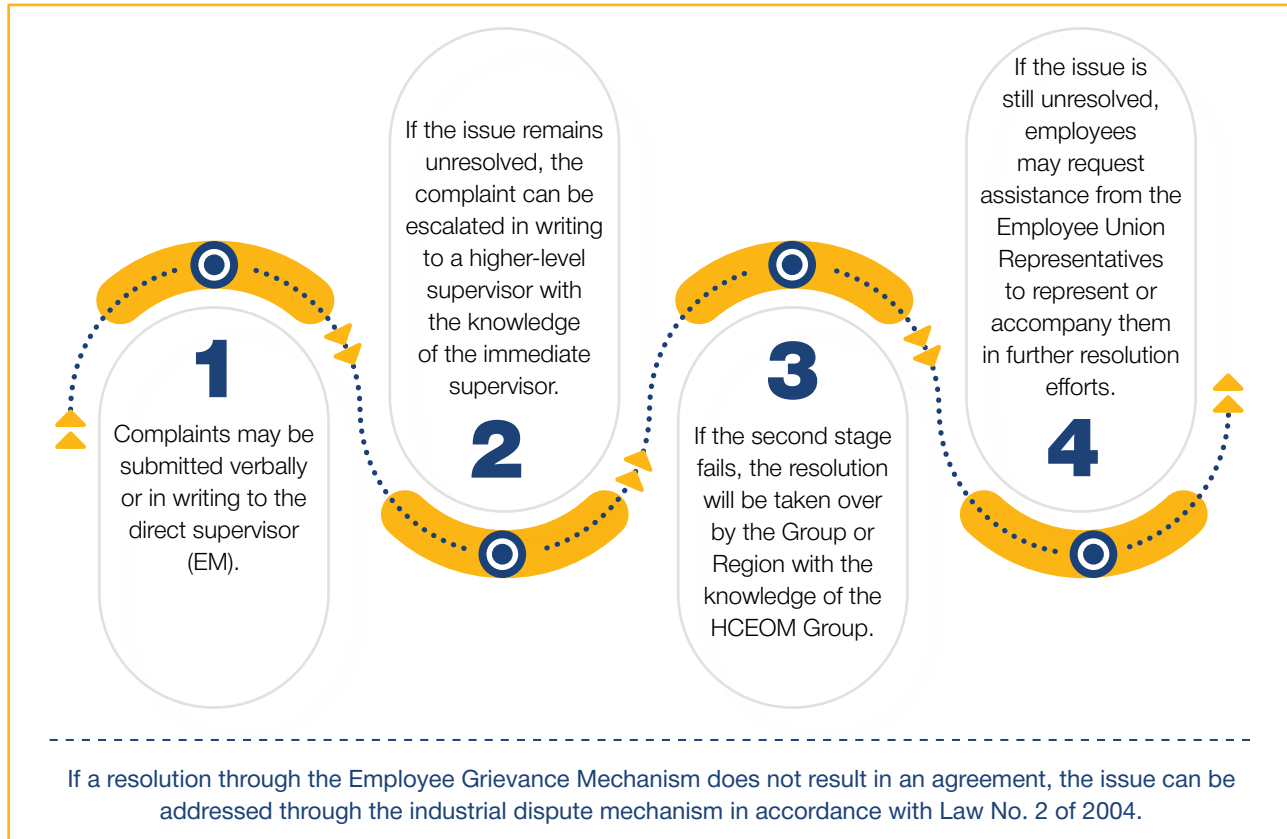 1
Complaints may be
submitted verbally
or in writing to the
direct supervisor
(EM).
If the issue remains
unresolved, the
complaint can be
escalated in writing
to a higher-level
supervisor with
the knowledge
of the immediate
supervisor.
2
3
If the second stage
fails, the resolution
will be taken over
by the Group or
Region with the
knowledge of the
HCEOM Group.
If the issue is
still unresolved,
employees
may request
assistance from the
Employee Union
Representatives
to represent or
accompany them
in further resolution
efforts.
4
If a resolution through the Employee Grievance Mechanism does not result in an agreement, the issue can be
addressed through the industrial dispute mechanism in accordance with Law No. 2 of 2004.